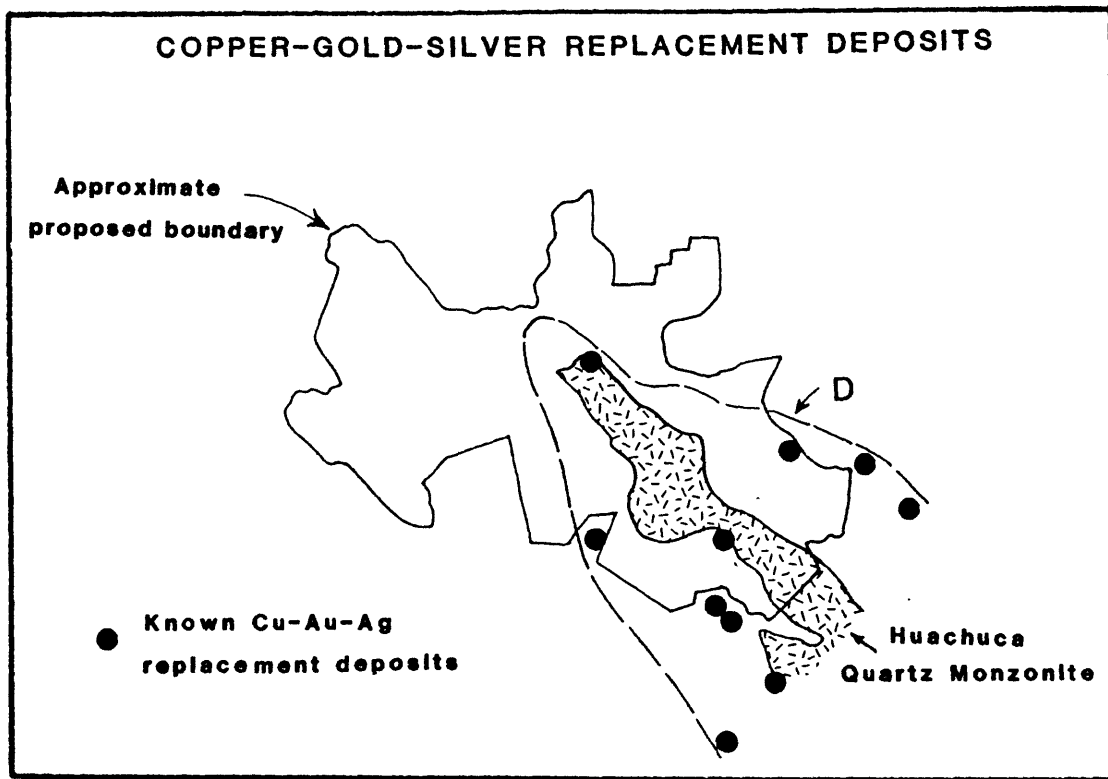 COPPER-GOLD-SILVER REPLACEMENT DEPOSITS
Approximate
proposed boundary
D
Known Cu-Au-Ag
replacement deposits
Huachuca
Quartz Monzonite